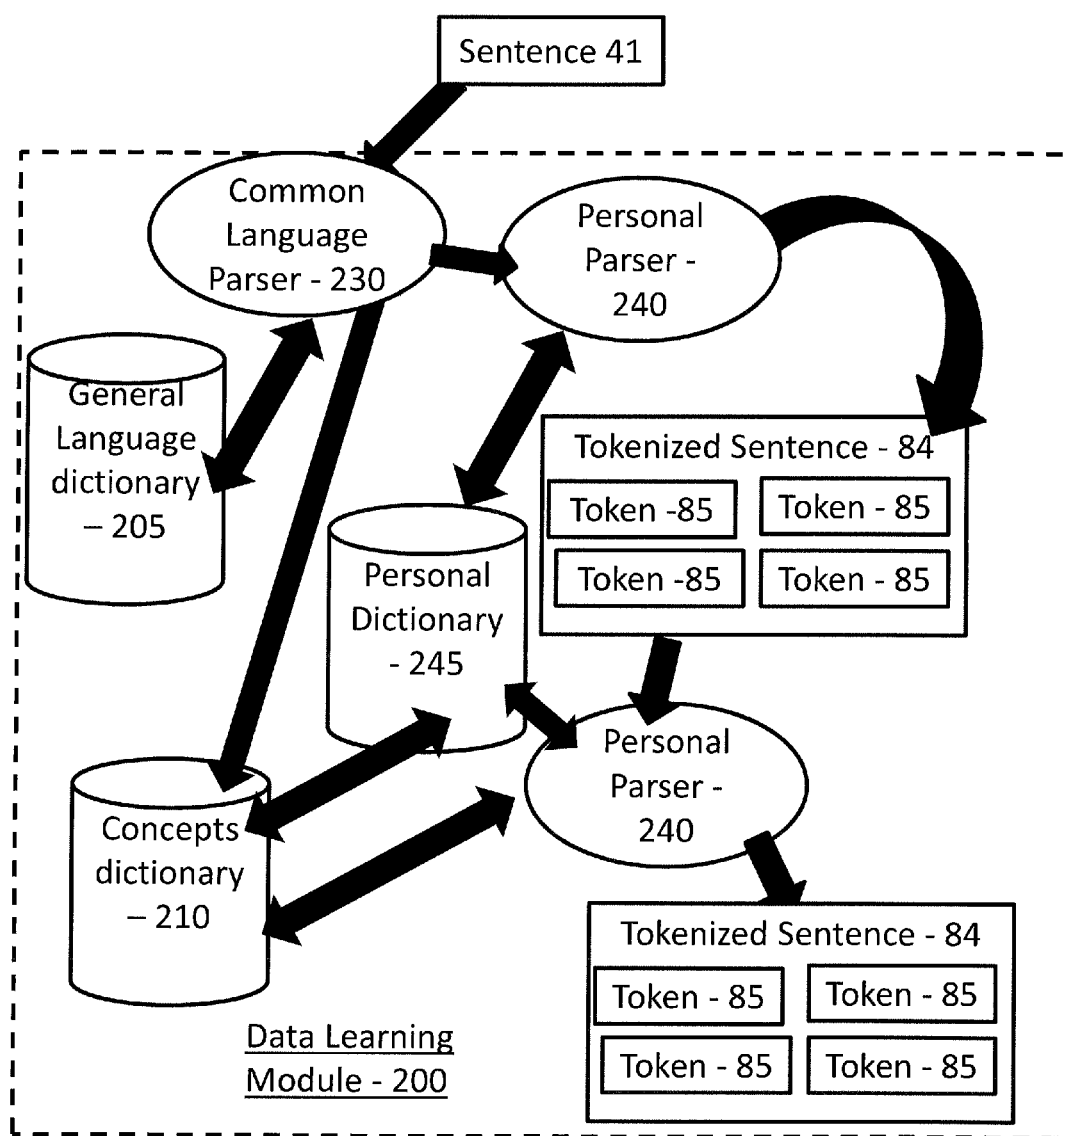 Sentence 41
Common
Language
Parser - 230
Personal
Parser -
240
General
Language
dictionary
– 205
Tokenized Sentence - 84
Token -85
Token - 85
Token -85
Token - 85
Personal
Dictionary
- 245
Personal
Parser -
240
Concepts
dictionary
– 210
Tokenized Sentence - 84
Token - 85
Token - 85
Token - 85
Token - 85
Data Learning
Module - 200